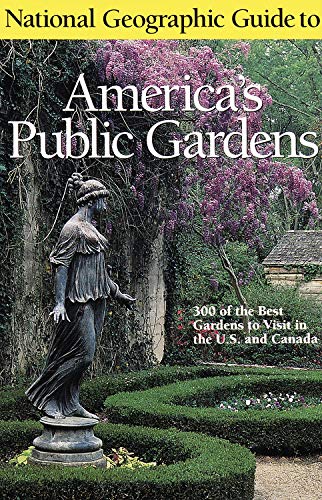 National Geographic Guide to
America's
Public Gardens
300 of the Best
Gardens to Visit in
the U.S. and Canada